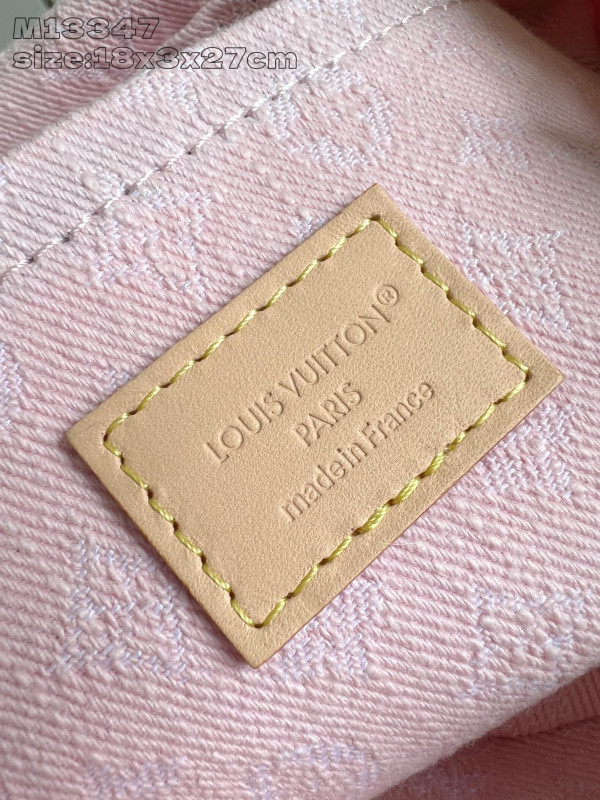 M13347
size:18x3x27cm
LOUIS VUITTON®
PARIS
made in France